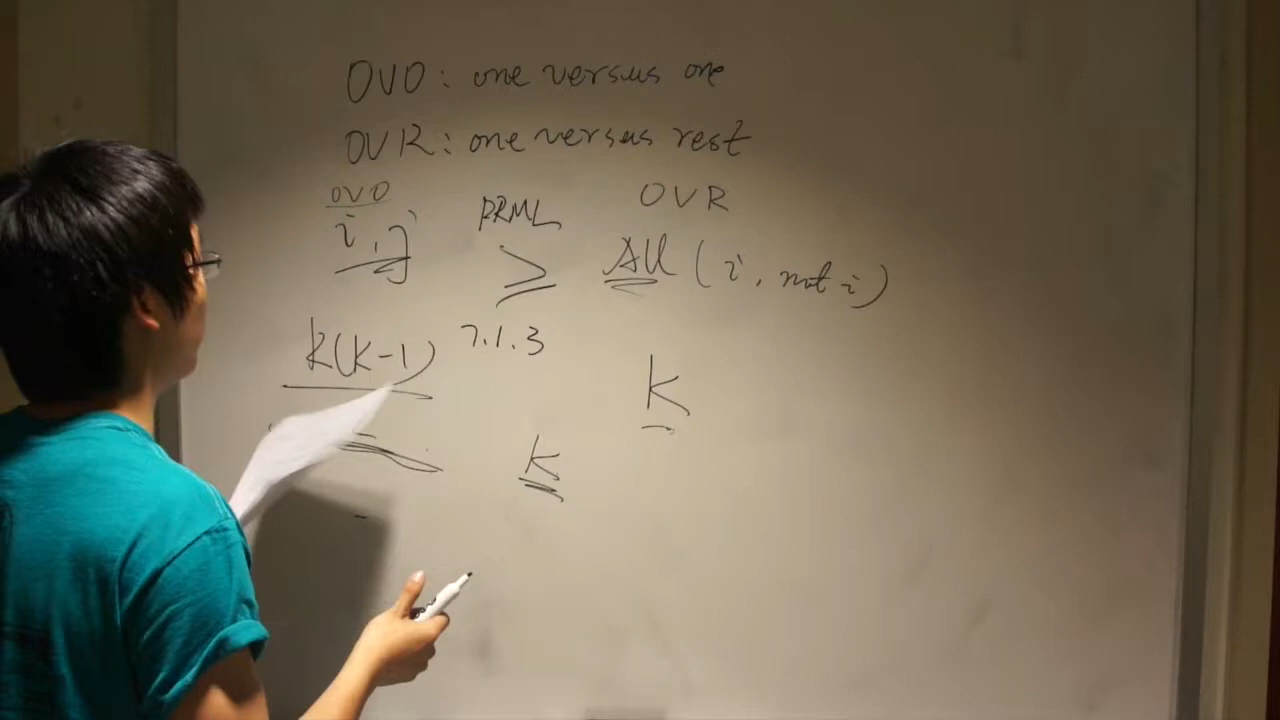 OVO: one versus one
OVR: one versus rest
OVO PRML OVR
i, j ≥ All (i, not i)
K(K-1) 7.1.3 K
K